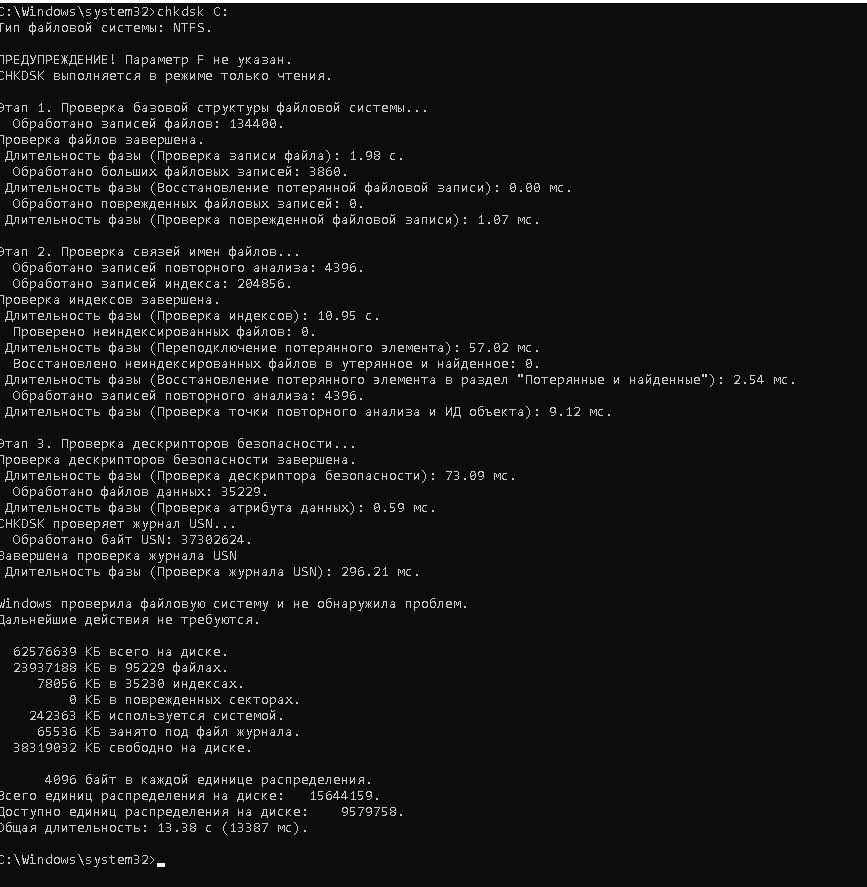 C:\Windows\system32>chkdsk C:
Тип файловой системы: NTFS.
ПРЕДУПРЕЖДЕНИЕ! Параметр F не указан.
CHKDSK выполняется в режиме только чтения.
Этап 1. Проверка базовой структуры файловой системы...
Обработано записей файлов: 134400.
Проверка файлов завершена.
Длительность фазы (Проверка записи файла): 1.98 с.
Обработано больших файловых записей: 3860.
Длительность фазы (Восстановление потерянной файловой записи): 0.00 мс.
Обработано поврежденных файловых записей: 0.
Длительность фазы (Проверка поврежденной файловой записи): 1.07 мс.
Этап 2. Проверка связей имен файлов...
Обработано записей повторного анализа: 4396.
Обработано записей индекса: 204856.
Проверка индексов завершена.
Длительность фазы (Проверка индексов): 10.95 с.
Проверено неиндексированных файлов: 0.
Длительность фазы (Переподключение потерянного элемента): 57.02 мс.
Восстановлено неиндексированных файлов в утерянное и найденное: 0.
Длительность фазы (Восстановление потерянного элемента в раздел "Потерянные и найденные"): 2.54 мс.
Обработано записей повторного анализа: 4396.
Длительность фазы (Проверка точки повторного анализа и ИД объекта): 9.12 мс.
Этап 3. Проверка дескрипторов безопасности...
Проверка дескрипторов безопасности завершена.
Длительность фазы (Проверка дескриптора безопасности): 73.09 мс.
Обработано файлов данных: 35229.
Длительность фазы (Проверка атрибута данных): 0.59 мс.
CHKDSK проверяет журнал USN...
Обработано байт USN: 37302624.
Завершена проверка журнала USN
Длительность фазы (Проверка журнала USN): 296.21 мс.
Windows проверила файловую систему и не обнаружила проблем.
Дальнейшие действия не требуются.
62576639 КБ всего на диске.
23937188 КБ в 95229 файлах.
78056 КБ в 35230 индексах.
0 КБ в поврежденных секторах.
242363 КБ используется системой.
65536 КБ занято под файл журнала.
38319032 КБ свободно на диске.
4096 байт в каждой единице распределения.
Всего единиц распределения на диске: 15644159.
Доступно единиц распределения на диске: 9579758.
Общая длительность: 13.38 с (13387 мс).
C:\Windows\system32>